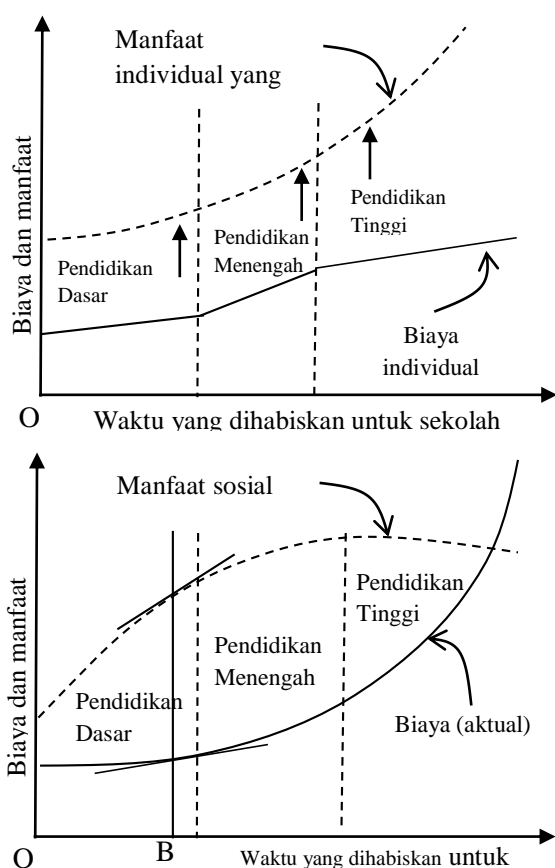 Manfaat
individual yang
Biaya dan manfaat
Pendidikan
Tinggi
Pendidikan
Menengah
Pendidikan
Dasar
Biaya
individual
O
Waktu yang dihabiskan untuk sekolah
Manfaat sosial
Biaya dan manfaat
Pendidikan
Tinggi
Pendidikan
Menengah
Pendidikan
Dasar
Biaya (aktual)
O
B
Waktu yang dihabiskan untuk